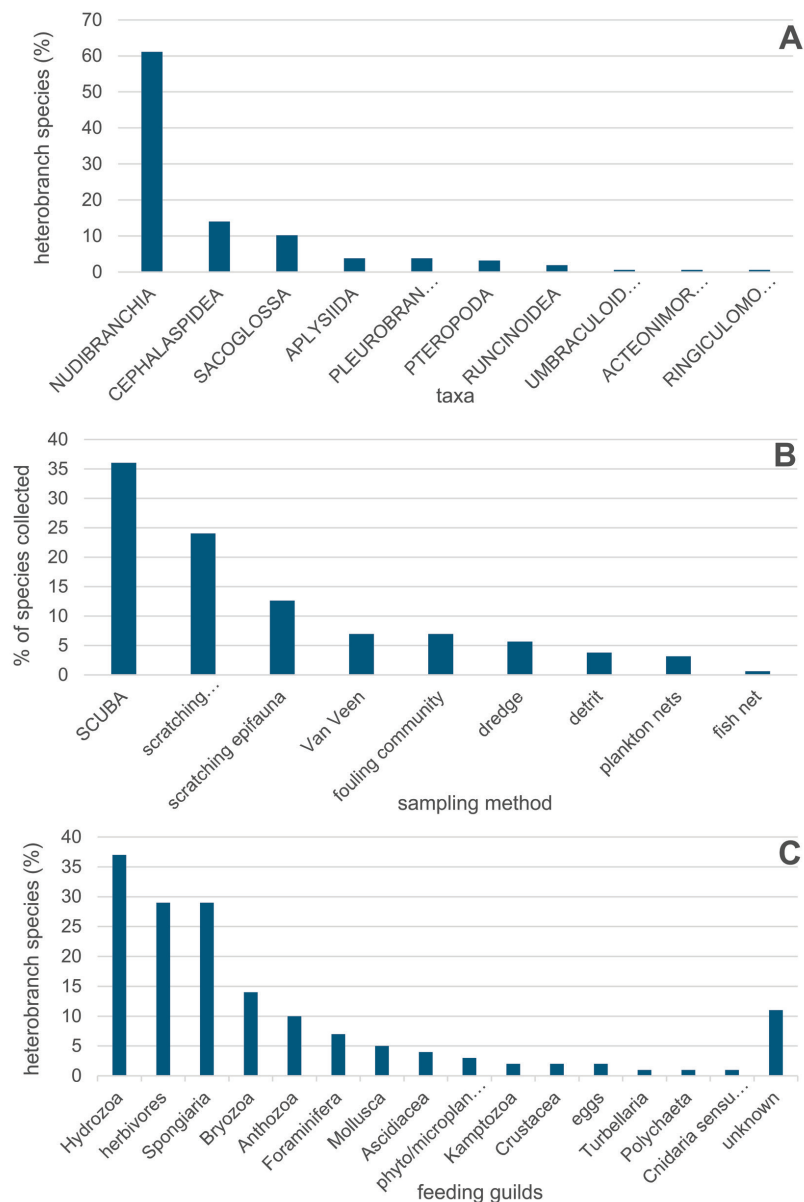 A
heterobranch species (%)
70
60
50
40
30
20
10
0
NUDIBRANCHIA
CEPHALASPIDEA
SACOGLOSSA
APLYSIIDA
PLEUROBRAN…
PTEROPODA
RUNCINOIDEA
UMBRACULOID…
ACTEONIMOR…
RINGICULOMO…
taxa
B
% of species collected
40
35
30
25
20
15
10
5
0
SCUBA
scratching…
scratching epifauna
Van Veen
fouling community
dredge
detrit
plankton nets
fish net
sampling method
C
heterobranch species (%)
40
35
30
25
20
15
10
5
0
Hydrozoa
herbivores
Spongiaria
Bryozoa
Anthozoa
Foraminifera
Mollusca
Ascidiacea
phyto/microplan…
Kamptozoa
Crustacea
eggs
Turbellaria
Polychaeta
Cnidaria sensu…
unknown
feeding guilds